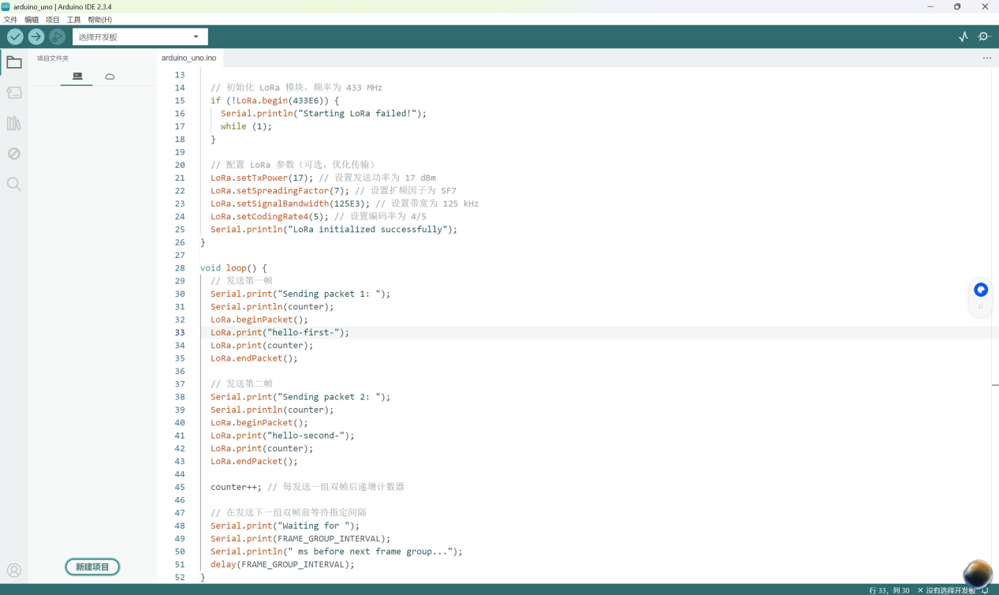 arduino_uno | Arduino IDE 2.3.4
文件 编辑 项目 工具 帮助(H)
选择开发板
项目文件夹
arduino_uno.ino
13
14 // 初始化 LoRa 模块，频率为 433 MHz
15 if (!LoRa.begin(433E6)) {
16 Serial.println("Starting LoRa failed!");
17 while (1);
18 }
19
20 // 配置 LoRa 参数（可选，优化传输）
21 LoRa.setTxPower(17); // 设置发送功率为 17 dBm
22 LoRa.setSpreadingFactor(7); // 设置扩频因子为 SF7
23 LoRa.setSignalBandwidth(125E3); // 设置带宽为 125 kHz
24 LoRa.setCodingRate4(5); // 设置编码率为 4/5
25 Serial.println("LoRa initialized successfully");
26 }
27
28 void loop() {
29 // 发送第一帧
30 Serial.print("Sending packet 1: ");
31 Serial.println(counter);
32 LoRa.beginPacket();
33 LoRa.print("hello-first-");
34 LoRa.print(counter);
35 LoRa.endPacket();
36
37 // 发送第二帧
38 Serial.print("Sending packet 2: ");
39 Serial.println(counter);
40 LoRa.beginPacket();
41 LoRa.print("hello-second-");
42 LoRa.print(counter);
43 LoRa.endPacket();
44
45 counter++; // 每发送一组双帧后递增计数器
46
47 // 在发送下一组双帧前等待指定间隔
48 Serial.print("Waiting for ");
49 Serial.print(FRAME_GROUP_INTERVAL);
50 Serial.println(" ms before next frame group...");
51 delay(FRAME_GROUP_INTERVAL);
52 }
新建项目
行 33，列 30 × 没有选择开发板